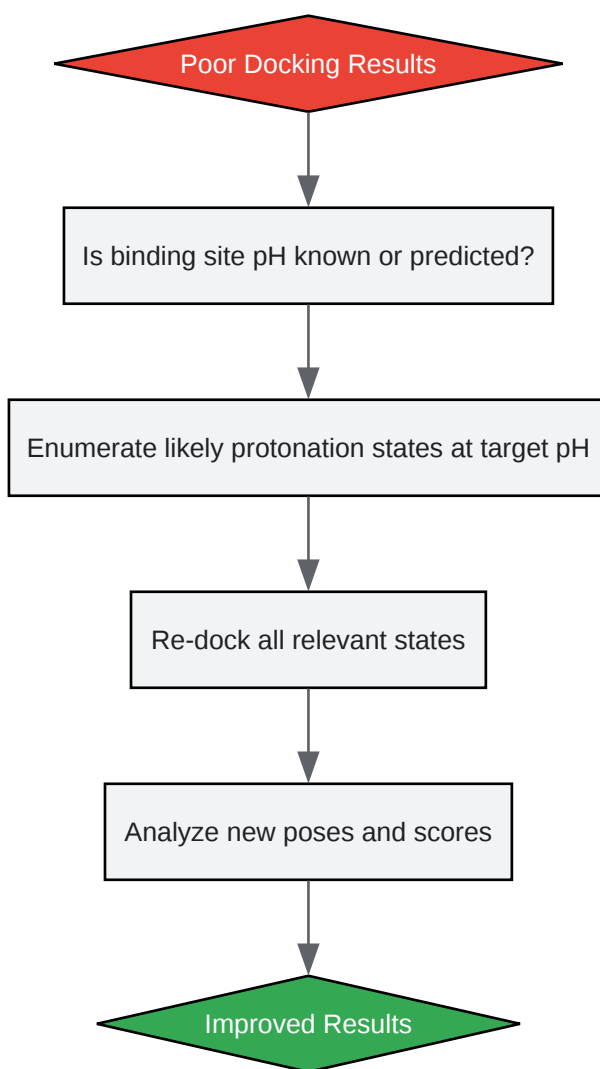 Poor Docking Results
Is binding site pH known or predicted?
Enumerate likely protonation states at target pH
Re-dock all relevant states
Analyze new poses and scores
Improved Results